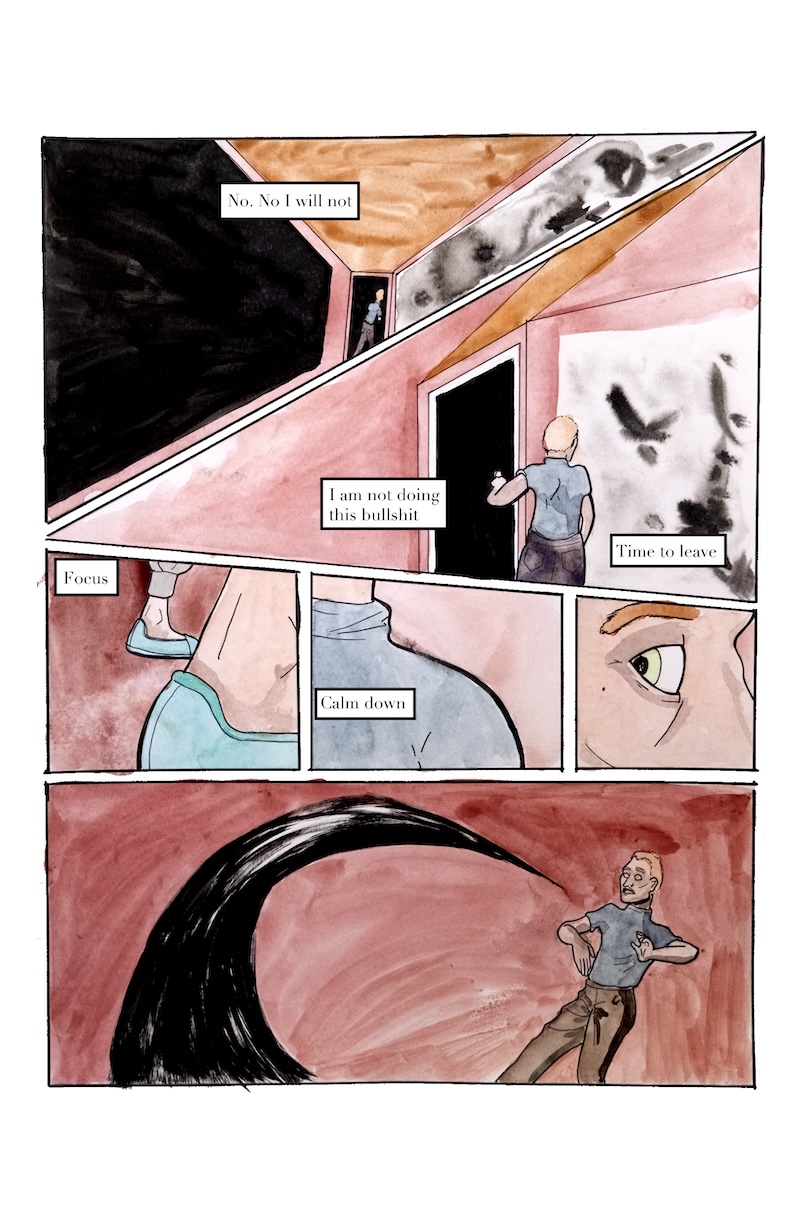 No. No I will not
I am not doing
this bullshit
Time to leave
Focus
Calm down